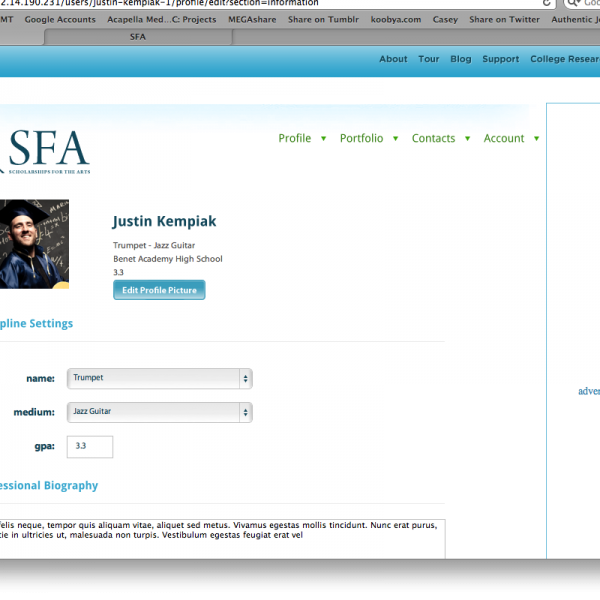 2.14.190.231/users/justin-kempiak-1/profile/edit?section=information
MT Google Accounts Acapella Med...C: Projects MEGAshare Share on Tumblr koobya.com Casey Share on Twitter Authentic J
SFA
About Tour Blog Support College Resear
SFA
SCHOLARSHIPS FOR THE ARTS
Profile ▼ Portfolio ▼ Contacts ▼ Account ▼
Justin Kempiak
Trumpet - Jazz Guitar
Benet Academy High School
3.3
Edit Profile Picture
pline Settings
name: Trumpet
medium: Jazz Guitar
gpa: 3.3
adver
essional Biography
felis neque, tempor quis aliquam vitae, aliquet sed metus. Vivamus egestas mollis tincidunt. Nunc erat purus,
tie in ultricies ut, malesuada non turpis. Vestibulum egestas feugiat erat vel